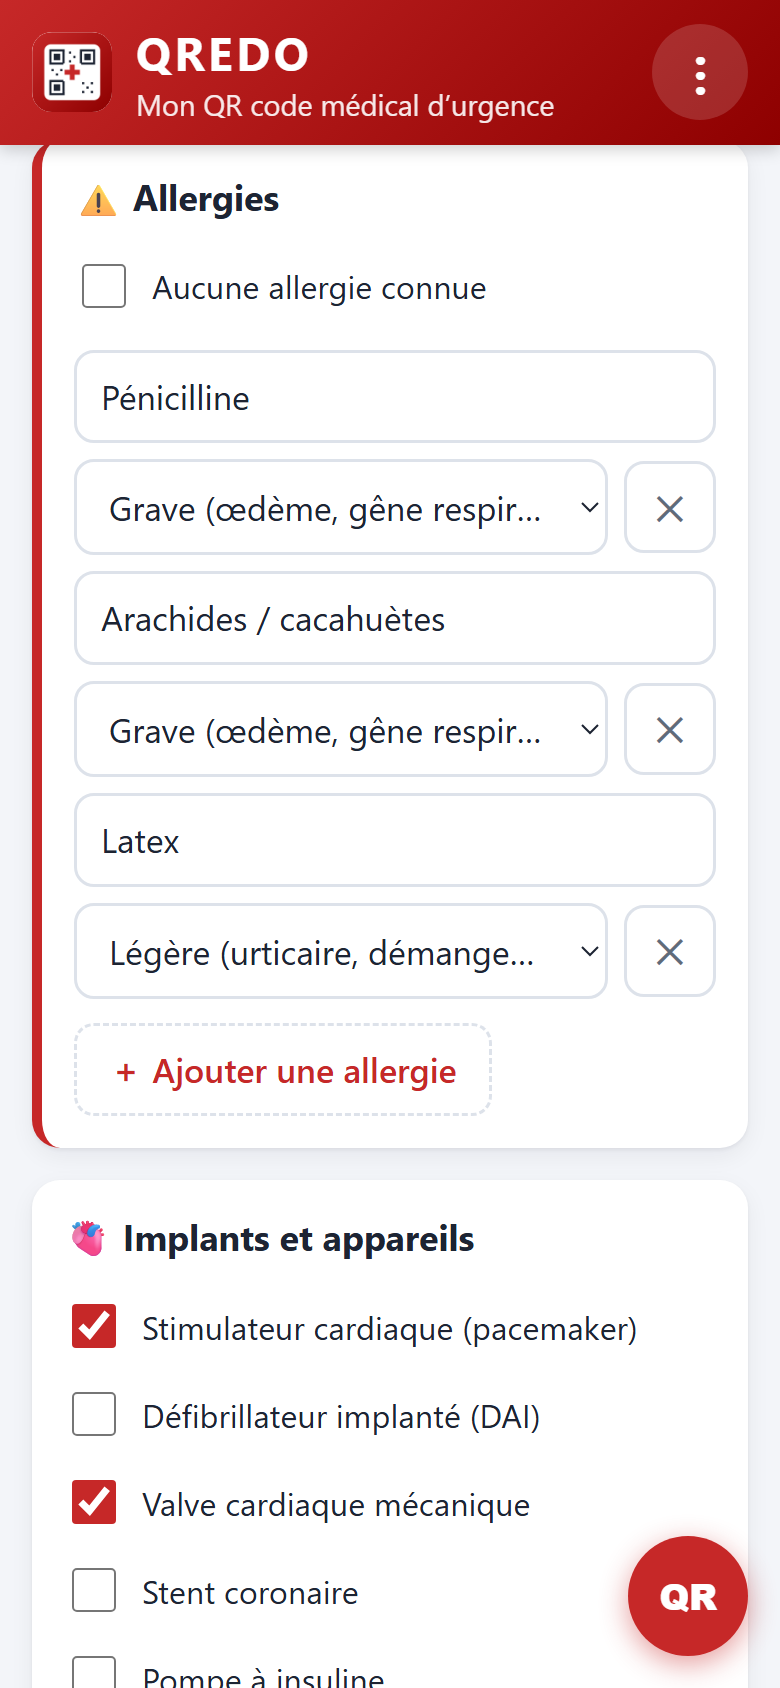 QREDO
Mon QR code médical d’urgence
Allergies
Aucune allergie connue
Pénicilline
Grave (œdème, gêne respir...
Arachides / cacahuètes
Grave (œdème, gêne respir...
Latex
Légère (urticaire, démange...
+ Ajouter une allergie
Implants et appareils
Stimulateur cardiaque (pacemaker)
Défibrillateur implanté (DAI)
Valve cardiaque mécanique
Stent coronaire
QR
Pompe à insuline